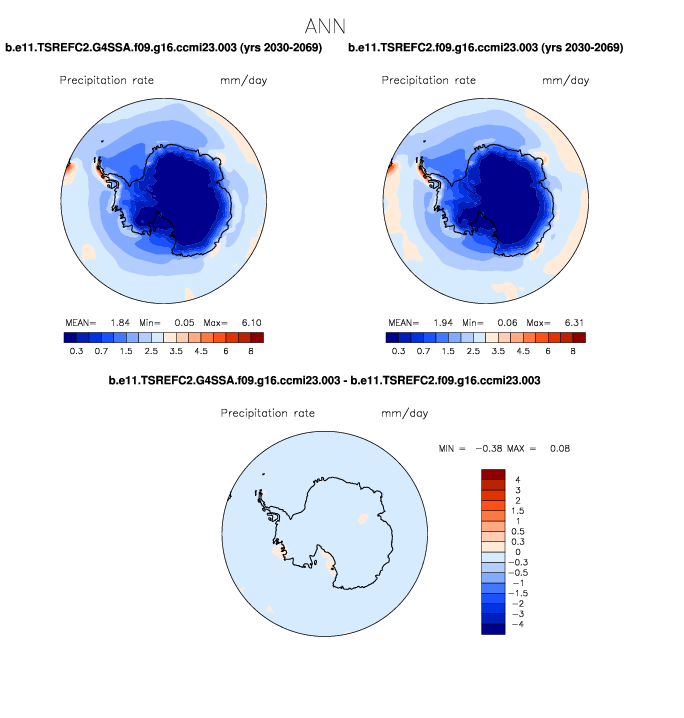 ANN
b.e11.TSREFC2.G4SSA.f09.g16.ccmi23.003 (yrs 2030-2069) b.e11.TSREFC2.f09.g16.ccmi23.003 (yrs 2030-2069)
Precipitation rate mm/day Precipitation rate mm/day
MEAN= 1.84 Min= 0.05 Max= 6.10 MEAN= 1.94 Min= 0.06 Max= 6.31
0.3 0.7 1.5 2.5 3.5 4.5 6 8 0.3 0.7 1.5 2.5 3.5 4.5 6 8
b.e11.TSREFC2.G4SSA.f09.g16.ccmi23.003 - b.e11.TSREFC2.f09.g16.ccmi23.003
Precipitation rate mm/day
MIN = -0.38 MAX = 0.08
4
3
2
1.5
1
0.5
0.3
0
-0.3
-0.5
-1
-1.5
-2
-3
-4